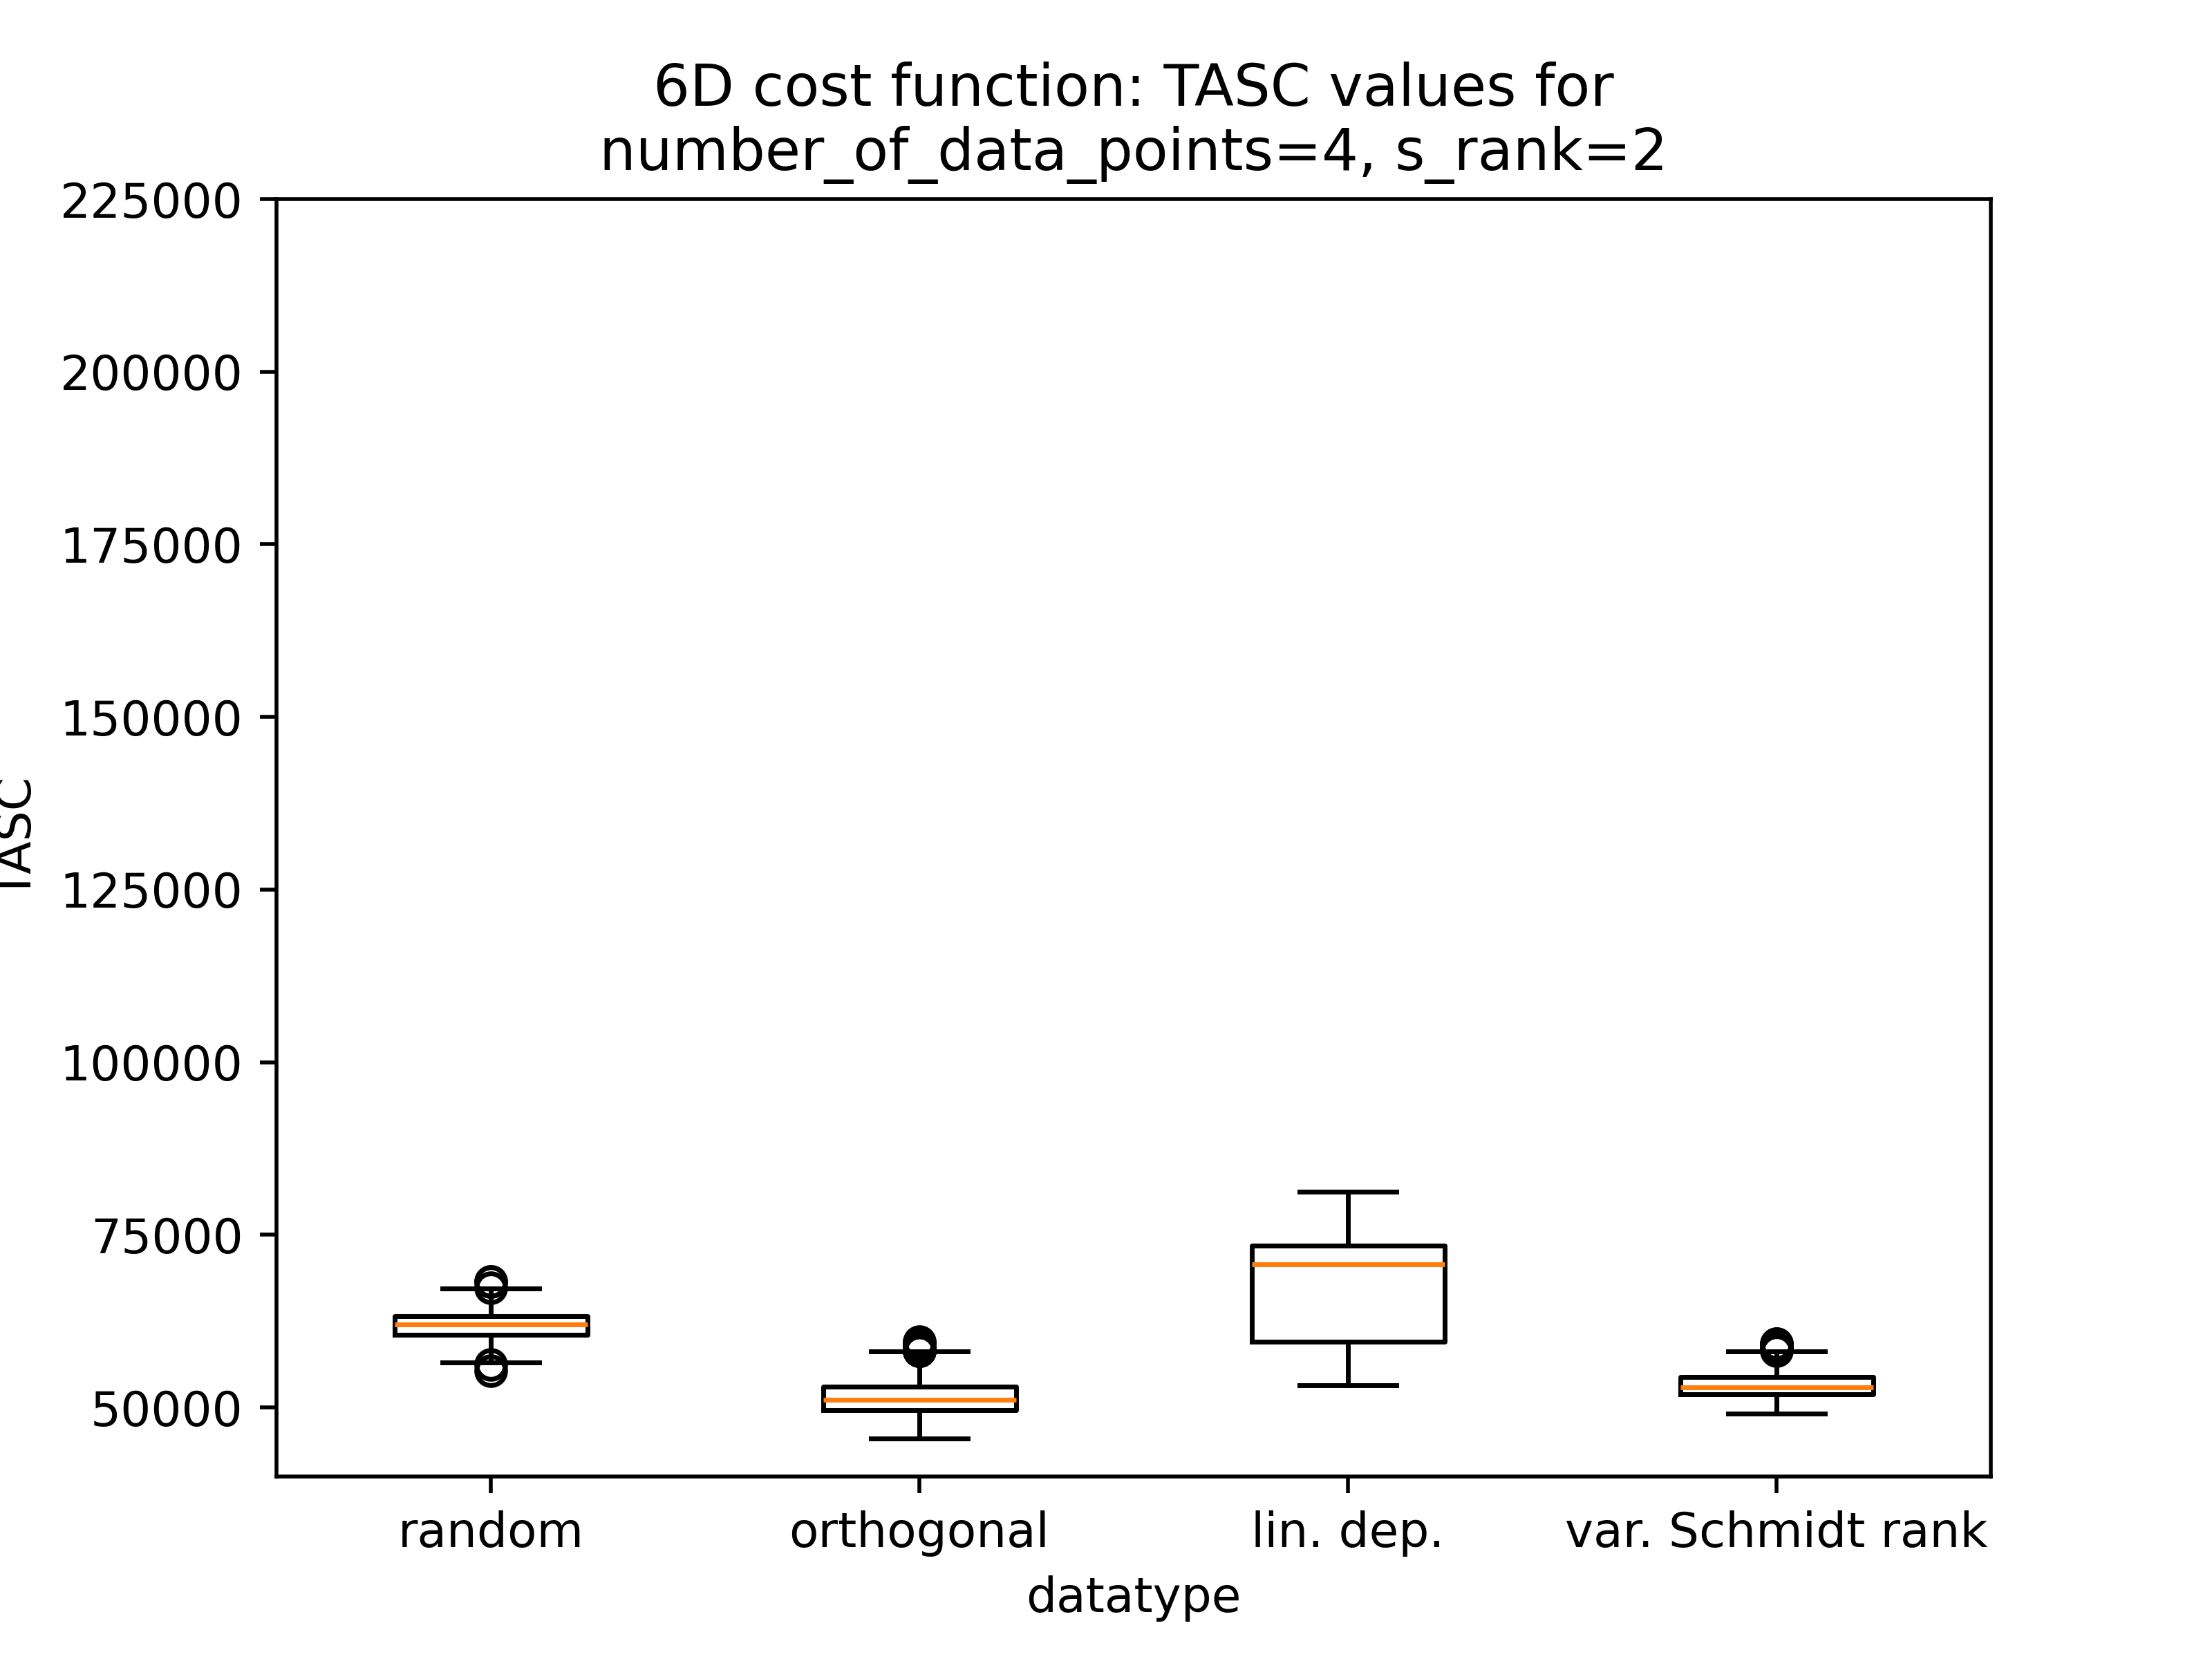 6D cost function: TASC values for
number_of_data_points=4, s_rank=2
225000
200000
175000
150000
125000
100000
75000
50000
TASC
random
orthogonal
lin. dep.
var. Schmidt rank
datatype